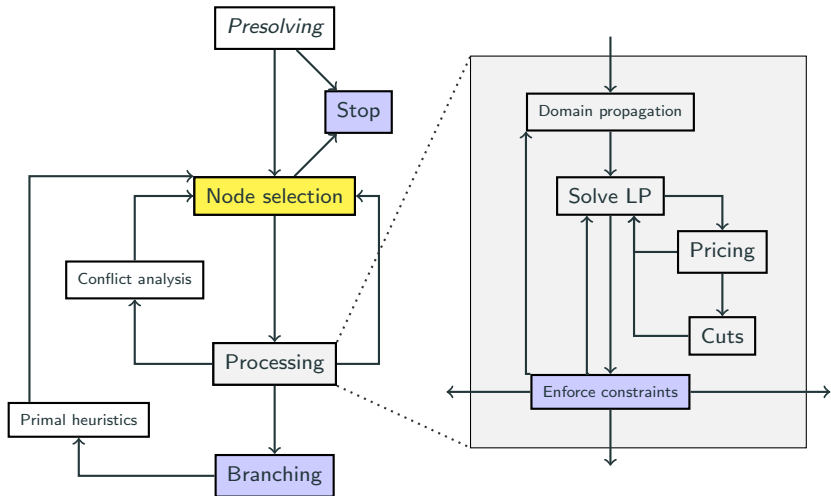 Presolving
Stop
Node selection
Conflict analysis
Processing
Primal heuristics
Branching
Domain propagation
Solve LP
Pricing
Cuts
Enforce constraints